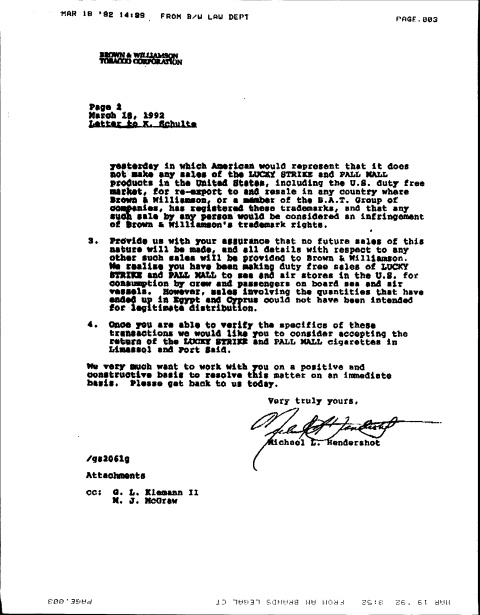 MAR 18 '92 14:09 FROM B/W LAW DEPT PAGE.003
BROWN & WILLIAMSON
TOBACCO CORPORATION
Page 2
March 18, 1992
Letter to K. Schulte
yesterday in which American would represent that it does
not make any sales of the LUCKY STRIKE and PALL MALL
products in the United States, including the U.S. duty free
market, for re-export to and resale in any country where
Brown & Williamson, or a member of the B.A.T. Group of
companies, has registered these trademarks, and that any
such sale by any person would be considered an infringement
of Brown & Williamson's trademark rights.
3. Provide us with your assurance that no future sales of this
nature will be made, and all details with respect to any
other such sales will be provided to Brown & Williamson.
We realize you have been making duty free sales of LUCKY
STRIKE and PALL MALL to sea and air stores in the U.S. for
consumption by crew and passengers on board sea and air
vessels. However, sales involving the quantities that have
ended up in Egypt and Cyprus could not have been intended
for legitimate distribution.
4. Once you are able to verify the specifics of these
transactions we would like you to consider accepting the
return of the LUCKY STRIKE and PALL MALL cigarettes in
Limassol and Port Said.
We very much want to work with you on a positive and
constructive basis to resolve this matter on an immediate
basis. Please get back to us today.
Very truly yours,
Michael L. Hendershot
/gs2061g
Attachments
cc: G. L. Klemann II
M. J. McGraw
MAR 19 '92 8:52 FROM AM BRANDS LEGAL CT PAGE.003